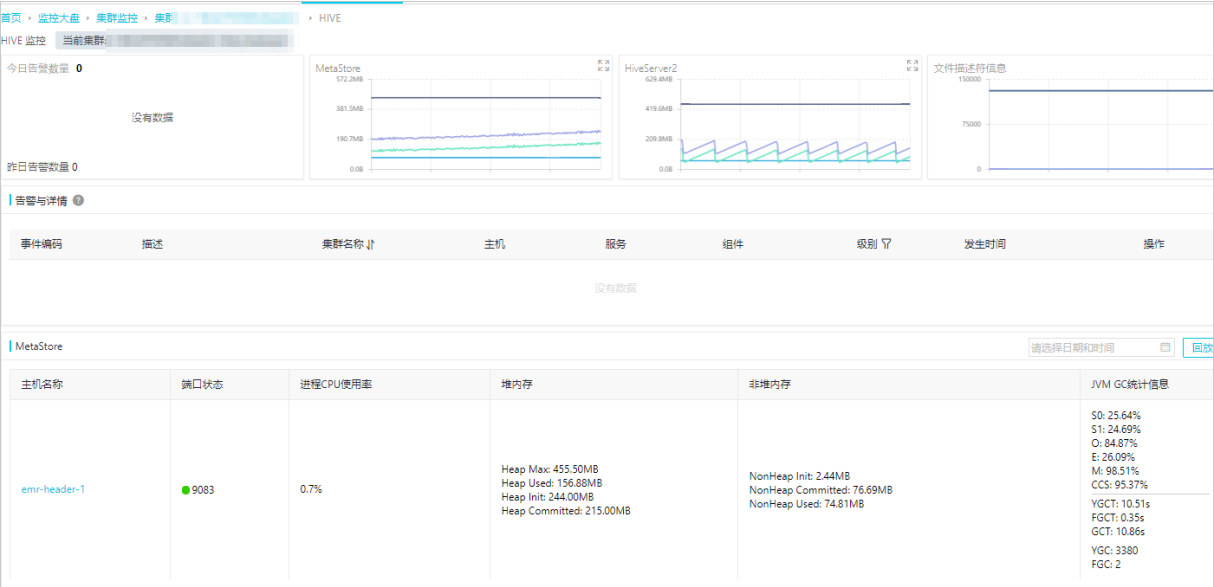 首页 › 监控大盘 › 集群监控 › 集群 › HIVE
HIVE 监控 当前集群:
今日告警数量 0
没有数据
昨日告警数量 0
MetaStore
572.2MB
381.5MB
190.7MB
0.0B
HiveServer2
629.4MB
419.6MB
209.8MB
0.0B
文件描述符信息
150000
75000
0
告警与详情 ?
事件编码 描述 集群名称 主机 服务 组件 级别 发生时间 操作
没有数据
MetaStore 请选择日期和时间 回放
主机名称 端口状态 进程CPU使用率 堆内存 非堆内存 JVM GC统计信息
emr-header-1
9083
0.7%
Heap Max: 455.50MB
Heap Used: 156.88MB
Heap Init: 244.00MB
Heap Committed: 215.00MB
NonHeap Init: 2.44MB
NonHeap Committed: 76.69MB
NonHeap Used: 74.81MB
S0: 25.64%
S1: 24.69%
O: 84.87%
E: 26.09%
M: 98.51%
CCS: 95.37%
YGCT: 10.51s
FGCT: 0.35s
GCT: 10.86s
YGC: 3380
FGC: 2